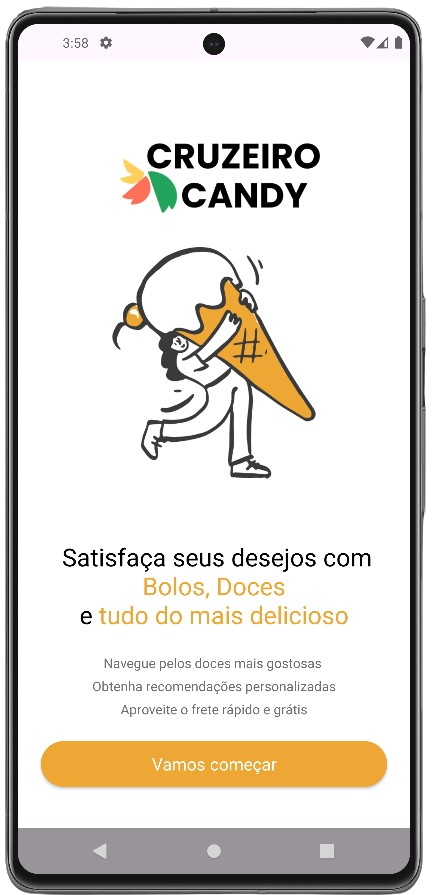 3:58
CRUZEIRO
CANDY
Satisfaça seus desejos com
Bolos, Doces
e tudo do mais delicioso
Navegue pelos doces mais gostosas
Obtenha recomendações personalizadas
Aproveite o frete rápido e grátis
Vamos começar